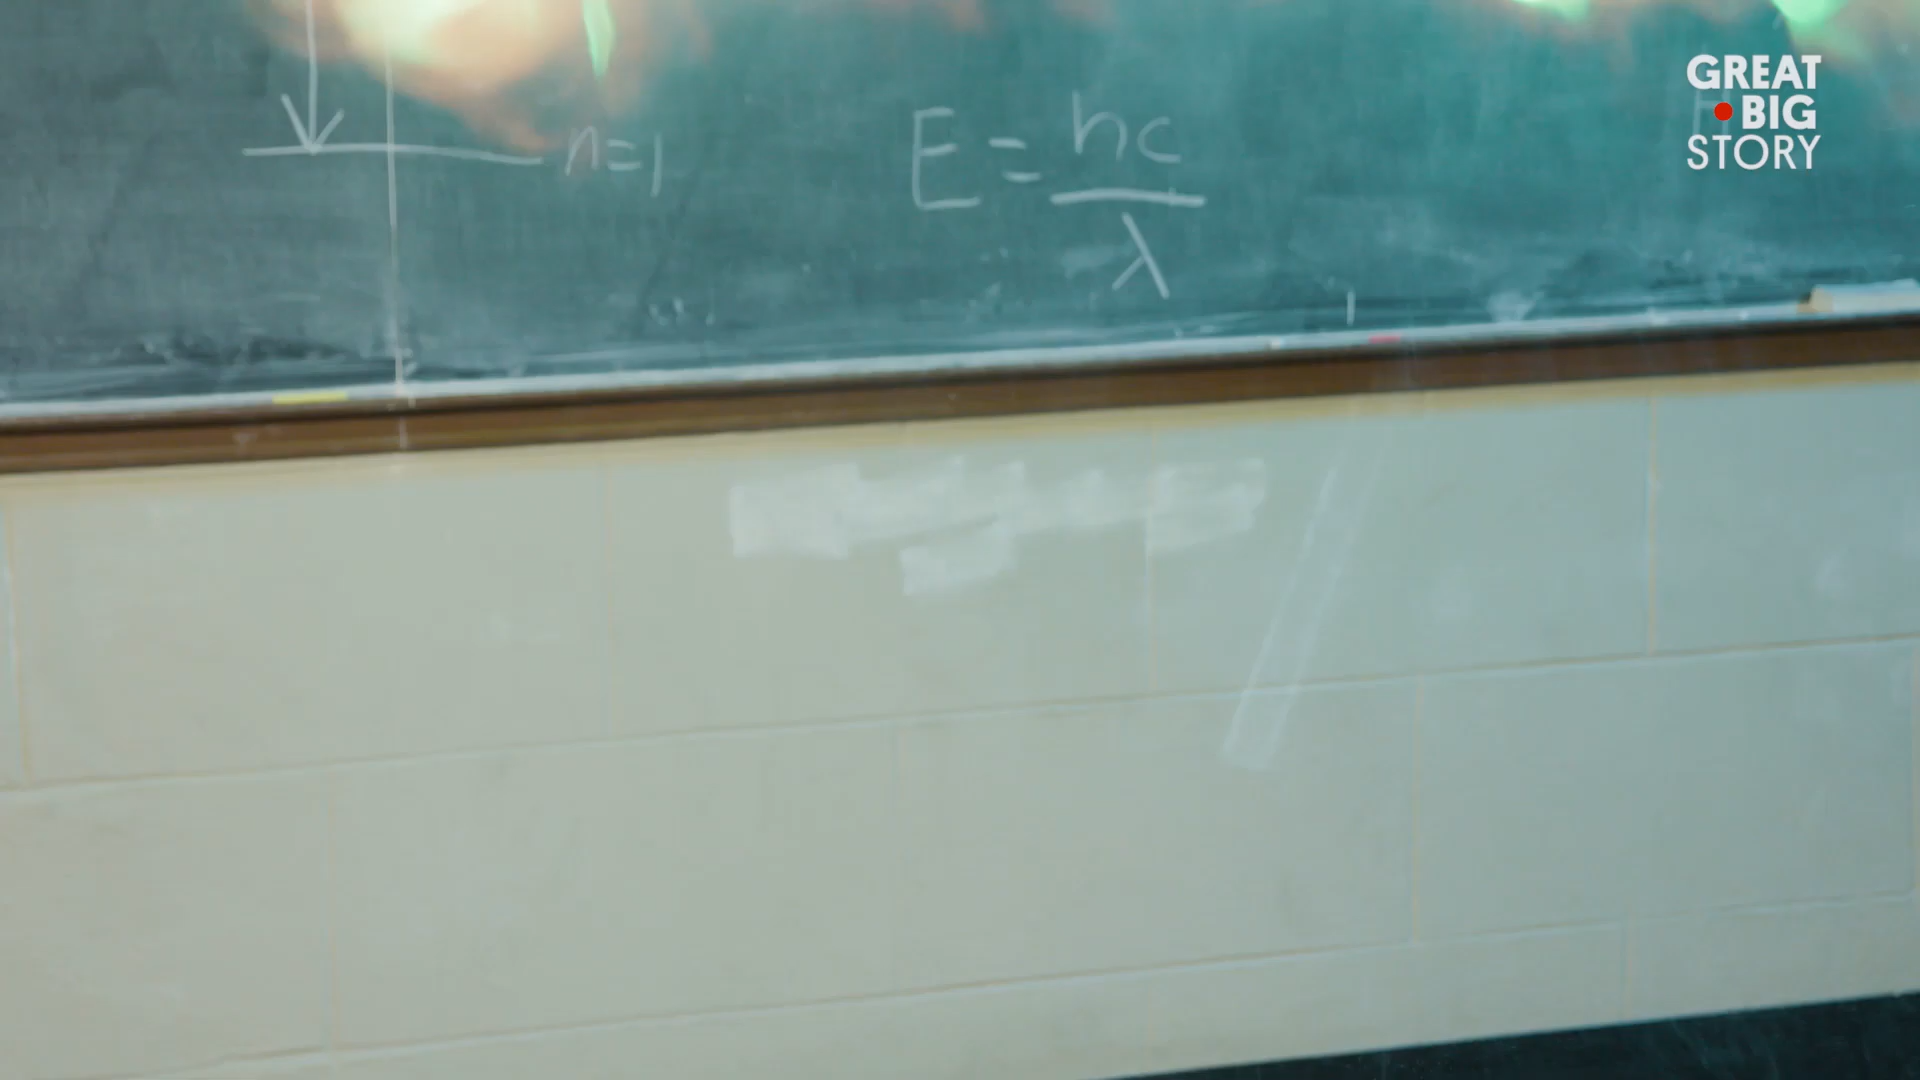 n=1
E = hc
λ
GREAT
BIG
STORY